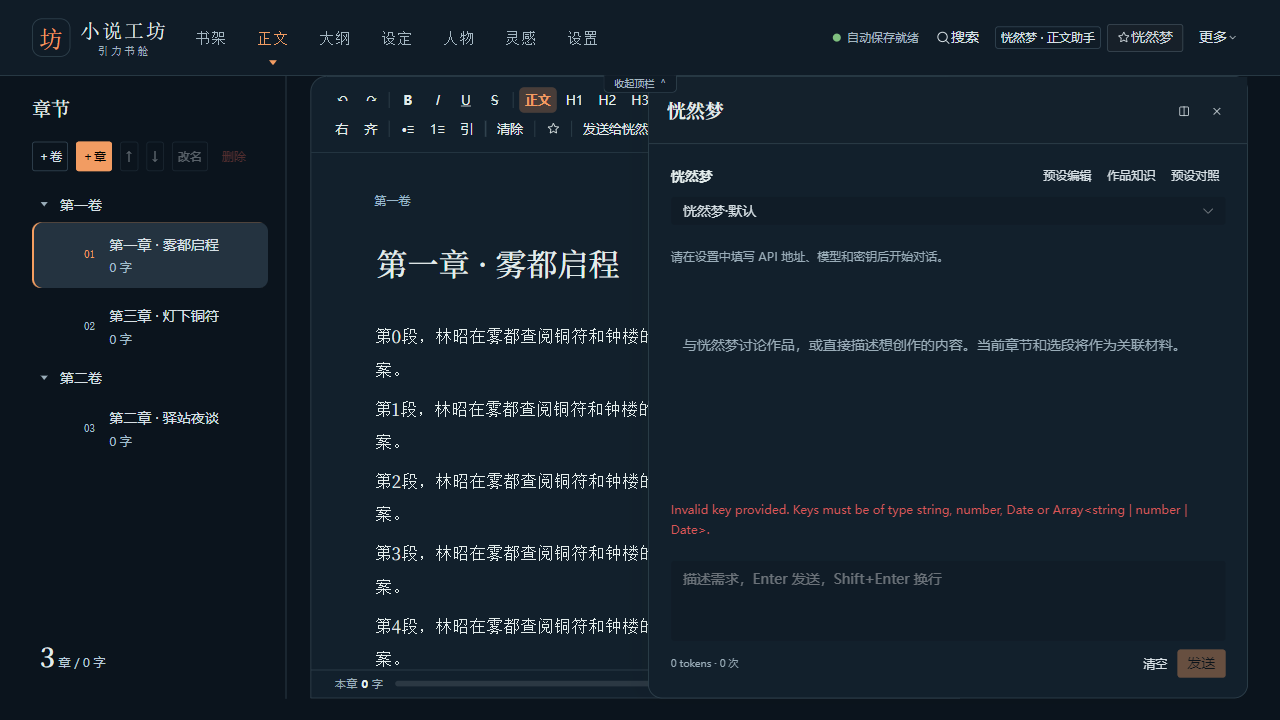 坊
小说工坊
引力书舱
书架 正文 大纲 设定 人物 灵感 设置
自动保存就绪 搜索 恍然梦 · 正文助手 ☆恍然梦 更多
收起顶栏 ^
章节
+卷 +章 ↑ ↓ 改名 删除
第一卷
01 第一章 · 雾都启程
0 字
02 第三章 · 灯下铜符
0 字
第二卷
03 第二章 · 驿站夜谈
0 字
3 章 / 0 字
↶ ↷ B I U S 正文 H1 H2 H3
右 齐 •≡ 1≡ 引 清除 ☆ 发送给恍然
第一卷
第一章 · 雾都启程
第0段，林昭在雾都查阅铜符和钟楼的
案。
第1段，林昭在雾都查阅铜符和钟楼的
案。
第2段，林昭在雾都查阅铜符和钟楼的
案。
第3段，林昭在雾都查阅铜符和钟楼的
案。
第4段，林昭在雾都查阅铜符和钟楼的
案。
本章 0 字
恍然梦
恍然梦 预设编辑 作品知识 预设对照
恍然梦-默认
请在设置中填写 API 地址、模型和密钥后开始对话。
与恍然梦讨论作品，或直接描述想创作的内容。当前章节和选段将作为关联材料。
Invalid key provided. Keys must be of type string, number, Date or Array<string | number |
Date>.
描述需求，Enter 发送，Shift+Enter 换行
0 tokens · 0 次 清空 发送